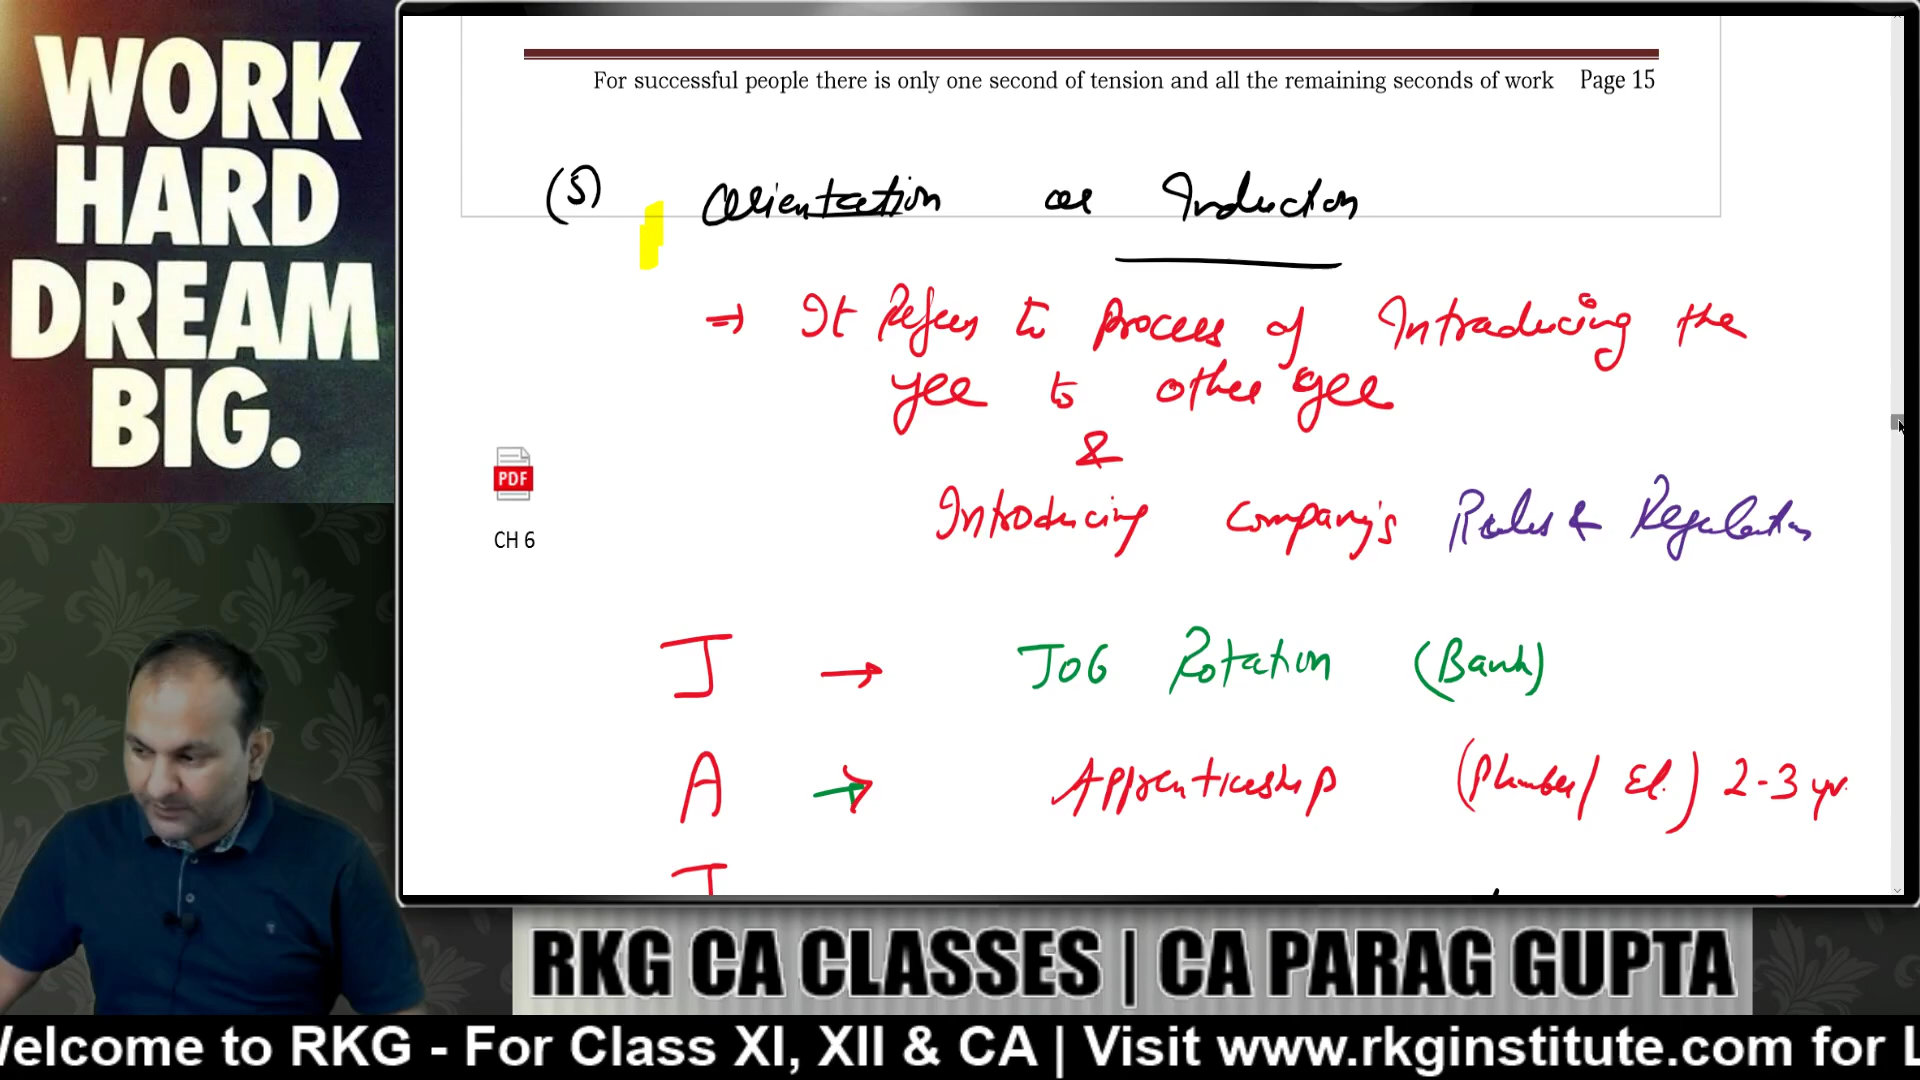 WORK
HARD
DREAM
BIG.
For successful people there is only one second of tension and all the remaining seconds of work Page 15
(5) Orientation or Induction
⇒ It Refers to process of Introducing the
yee to other yee
&
Introducing Company's Rules & Regulation
PDF
CH 6
J → JOB Rotation (Bank)
A → Apprenticeship (Plumber/ El.) 2-3 yr.
I
RKG CA CLASSES | CA PARAG GUPTA
Welcome to RKG - For Class XI, XII & CA | Visit www.rkginstitute.com for L